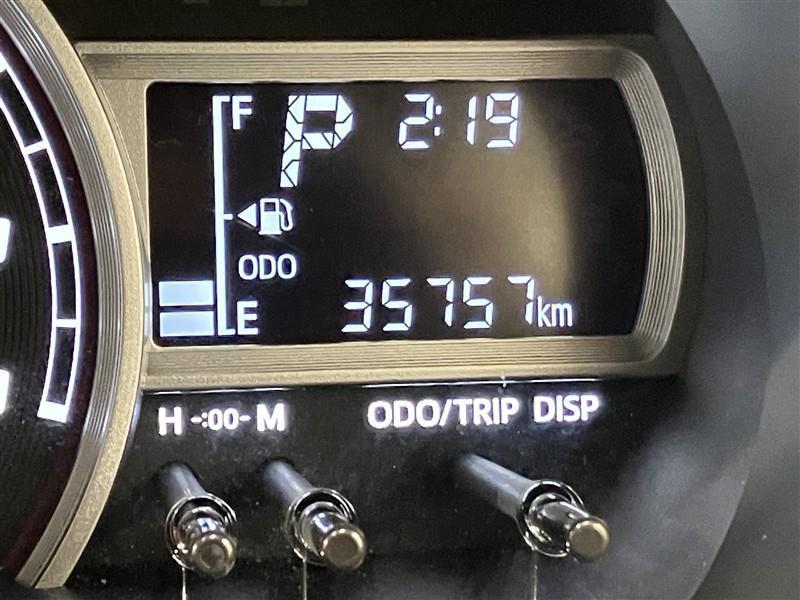 F P 2:19
ODO
E 35757km
H -:00- M ODO/TRIP DISP